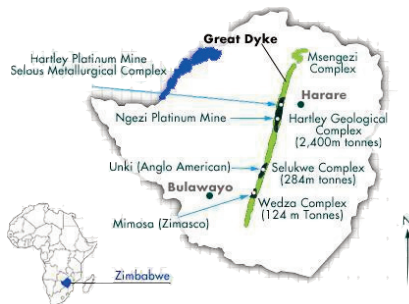 Great Dyke
Hartley Platinum Mine
Selous Metallurgical Complex
Msengezi
Complex
Harare
Ngezi Platinum Mine
Hartley Geological
Complex
(2,400m tonnes)
Unki (Anglo American)
Selukwe Complex
(284m tonnes)
Bulawayo
Wedza Complex
(124 m Tonnes)
Mimosa (Zimasco)
Zimbabwe
N